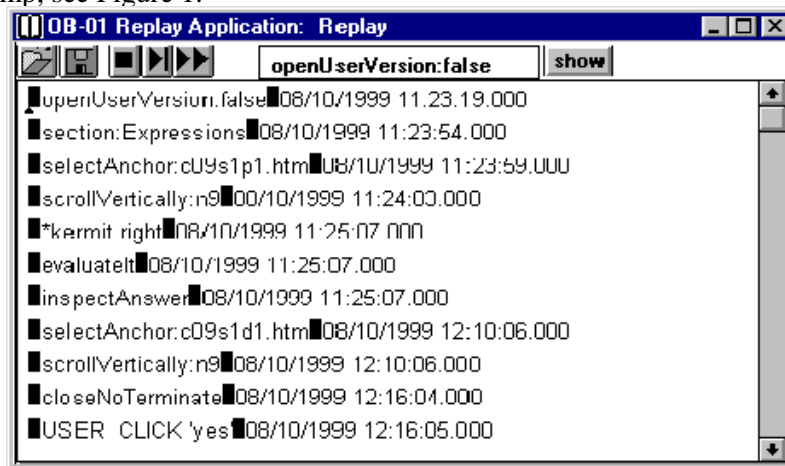 mp, see Figure 1.
OB-01 Replay Application: Replay
openUserVersion:false show
openUserVersion.false■08/10/1999 11.23.19.000
■section:Expressions■08/10/1999 11:23:54.000
■selectAnchor:c09s1p1.htm■08/10/1999 11:23:59.000
■scrollVertically:n9■00/10/1999 11:24:03.000
■*kermit right■08/10/1999 11:25:07 000
■evaluateIt■08/10/1999 11:25:07.000
■inspectAnswer■08/10/1999 11:25:07.000
■selectAnchor:c09s1d1.htm■08/10/1999 12:10:06.000
■scrollVertically:n9■08/10/1999 12:10:06.000
■closeNoTerminate■08/10/1999 12:16:04.000
■USER CLICK 'yes'■08/10/1999 12:16:05.000